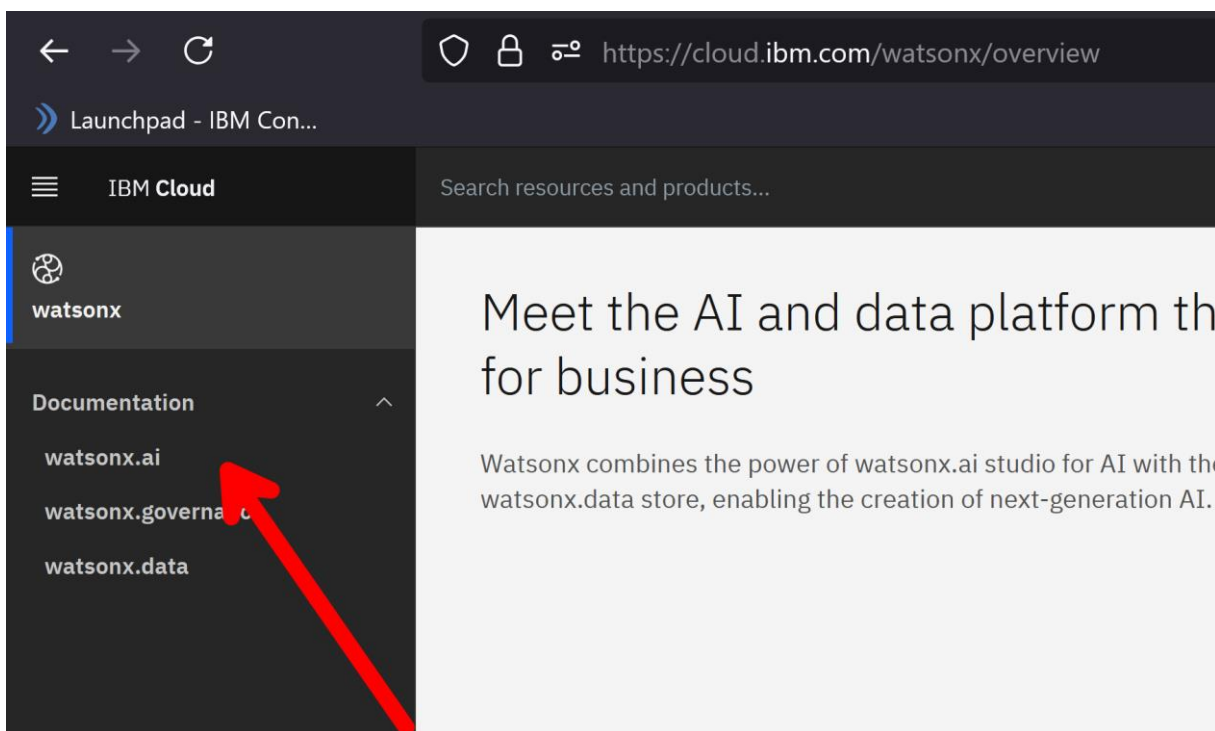 https://cloud.ibm.com/watsonx/overview
Launchpad - IBM Con...
IBM Cloud
Search resources and products...
watsonx
Documentation
watsonx.ai
watsonx.data
Meet the AI and data platform th
for business
Watsonx combines the power of watsonx.ai studio for AI with the
watsonx.data store, enabling the creation of next-generation AI.